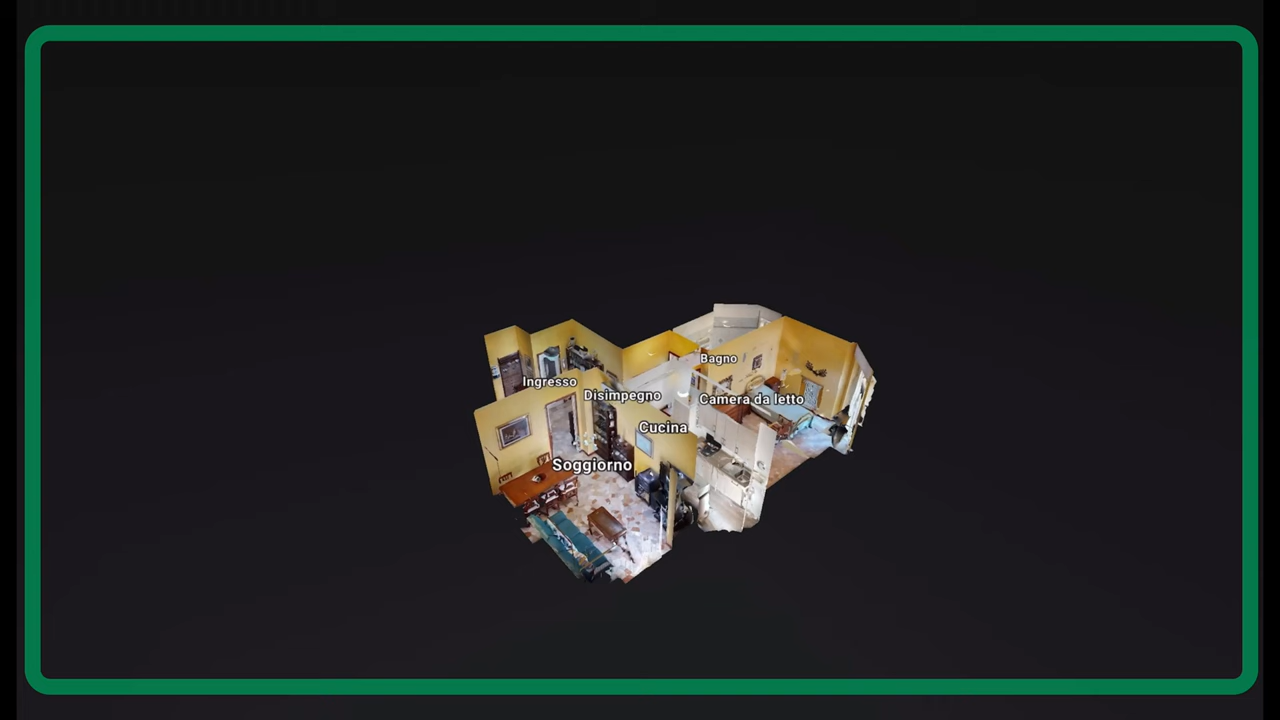 Bagno
Ingresso
Disimpegno
Camera da letto
Cucina
Soggiorno